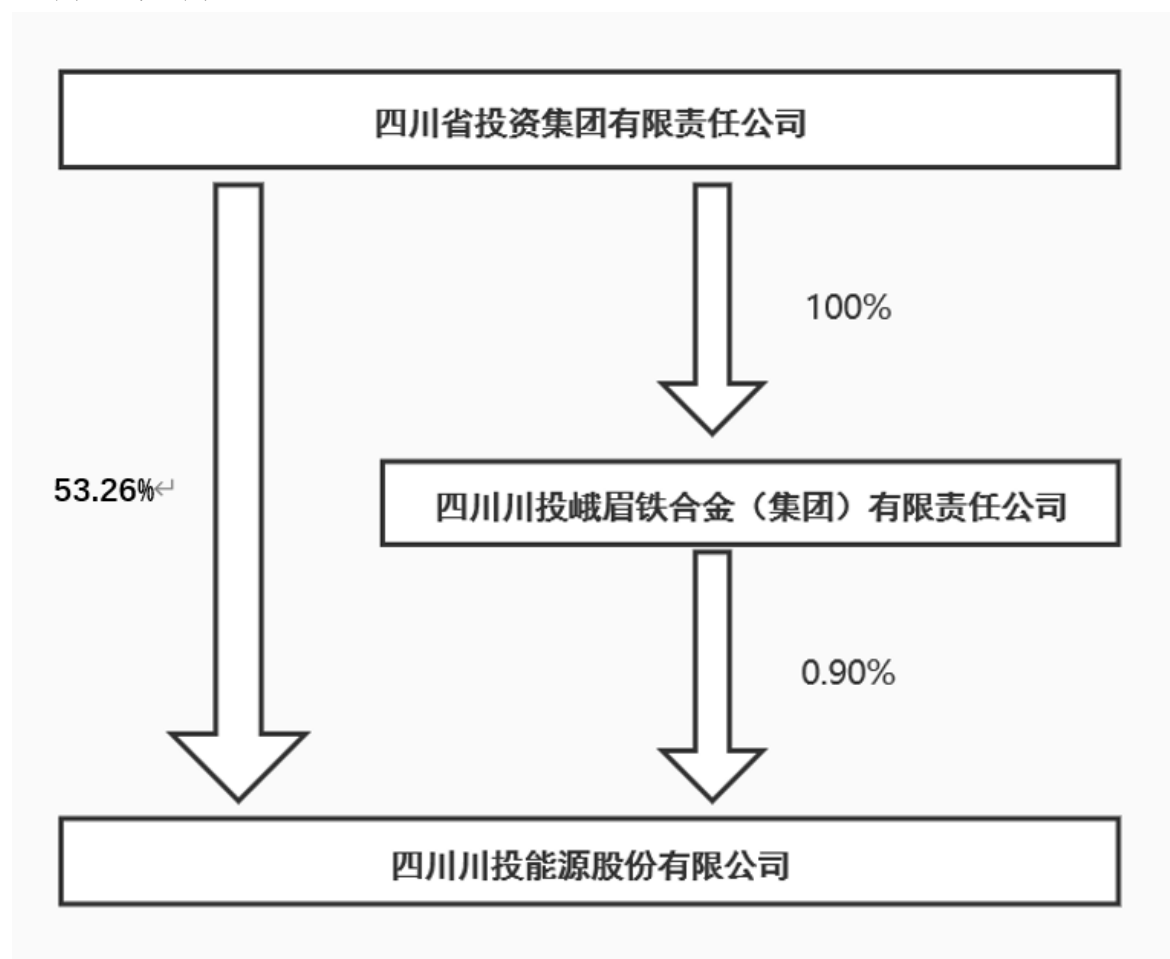 四川省投资集团有限责任公司
100%
53.26%↵
四川川投峨眉铁合金（集团）有限责任公司
0.90%
四川川投能源股份有限公司